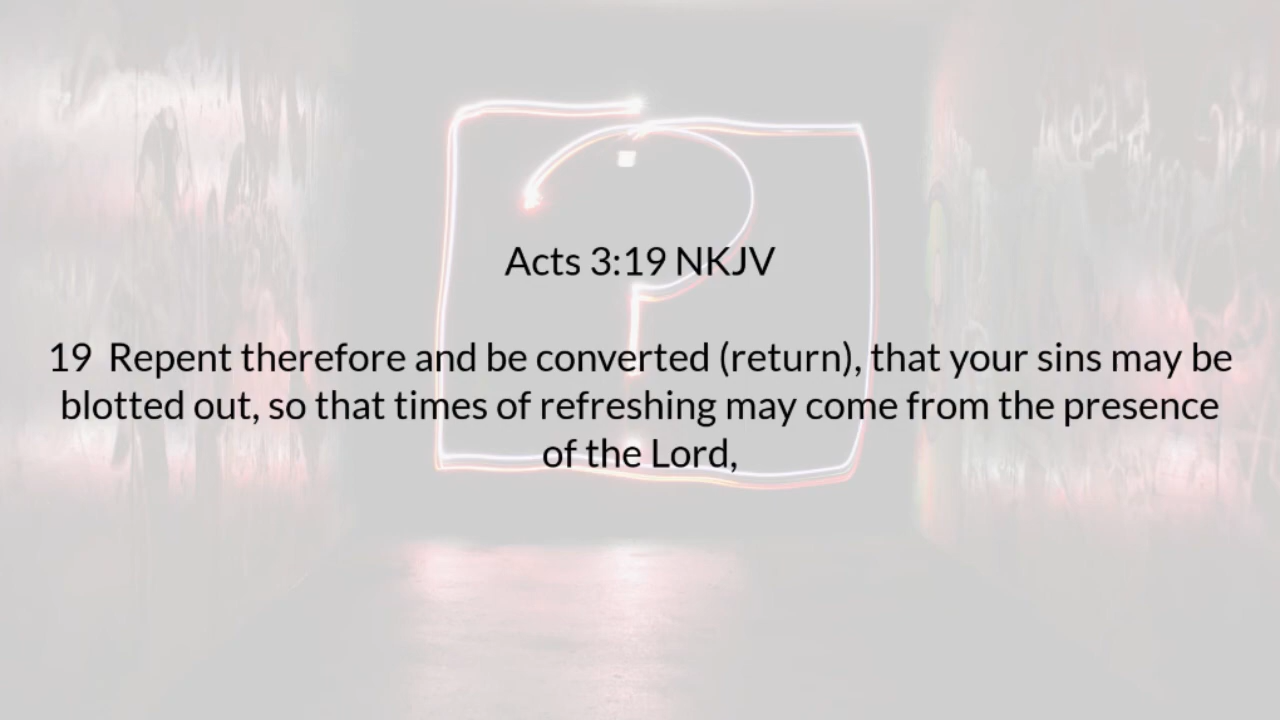 Acts 3:19 NKJV
19 Repent therefore and be converted (return), that your sins may be
blotted out, so that times of refreshing may come from the presence
of the Lord,